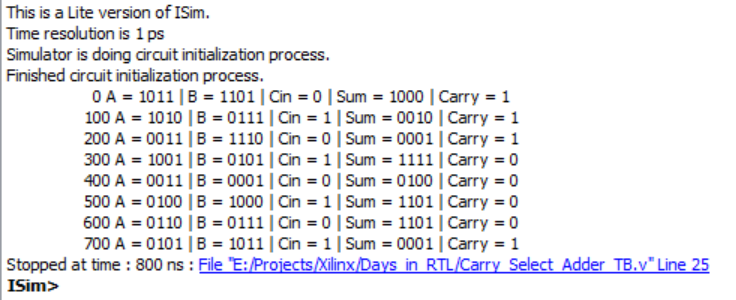 This is a Lite version of ISim.
Time resolution is 1 ps
Simulator is doing circuit initialization process.
Finished circuit initialization process.
0 A = 1011 | B = 1101 | Cin = 0 | Sum = 1000 | Carry = 1
100 A = 1010 | B = 0111 | Cin = 1 | Sum = 0010 | Carry = 1
200 A = 0011 | B = 1110 | Cin = 0 | Sum = 0001 | Carry = 1
300 A = 1001 | B = 0101 | Cin = 1 | Sum = 1111 | Carry = 0
400 A = 0011 | B = 0001 | Cin = 0 | Sum = 0100 | Carry = 0
500 A = 0100 | B = 1000 | Cin = 1 | Sum = 1101 | Carry = 0
600 A = 0110 | B = 0111 | Cin = 0 | Sum = 1101 | Carry = 0
700 A = 0101 | B = 1011 | Cin = 1 | Sum = 0001 | Carry = 1
Stopped at time : 800 ns : File "E:/Projects/Xilinx/Days_in_RTL/Carry_Select_Adder_TB.v" Line 25
ISim>